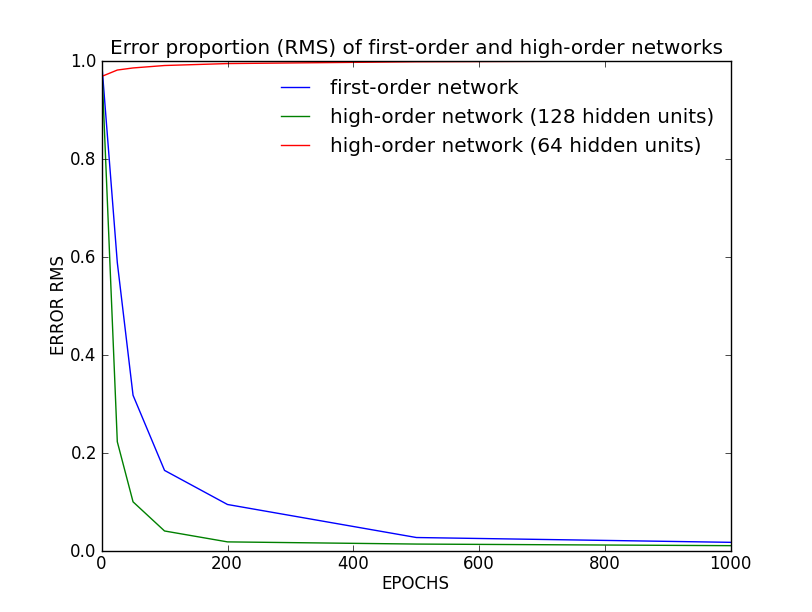 Error proportion (RMS) of first-order and high-order networks
1.0
first-order network
high-order network (128 hidden units)
high-order network (64 hidden units)
0.8
0.6
ERROR RMS
0.4
0.2
0.0
0 200 400 600 800 1000
EPOCHS